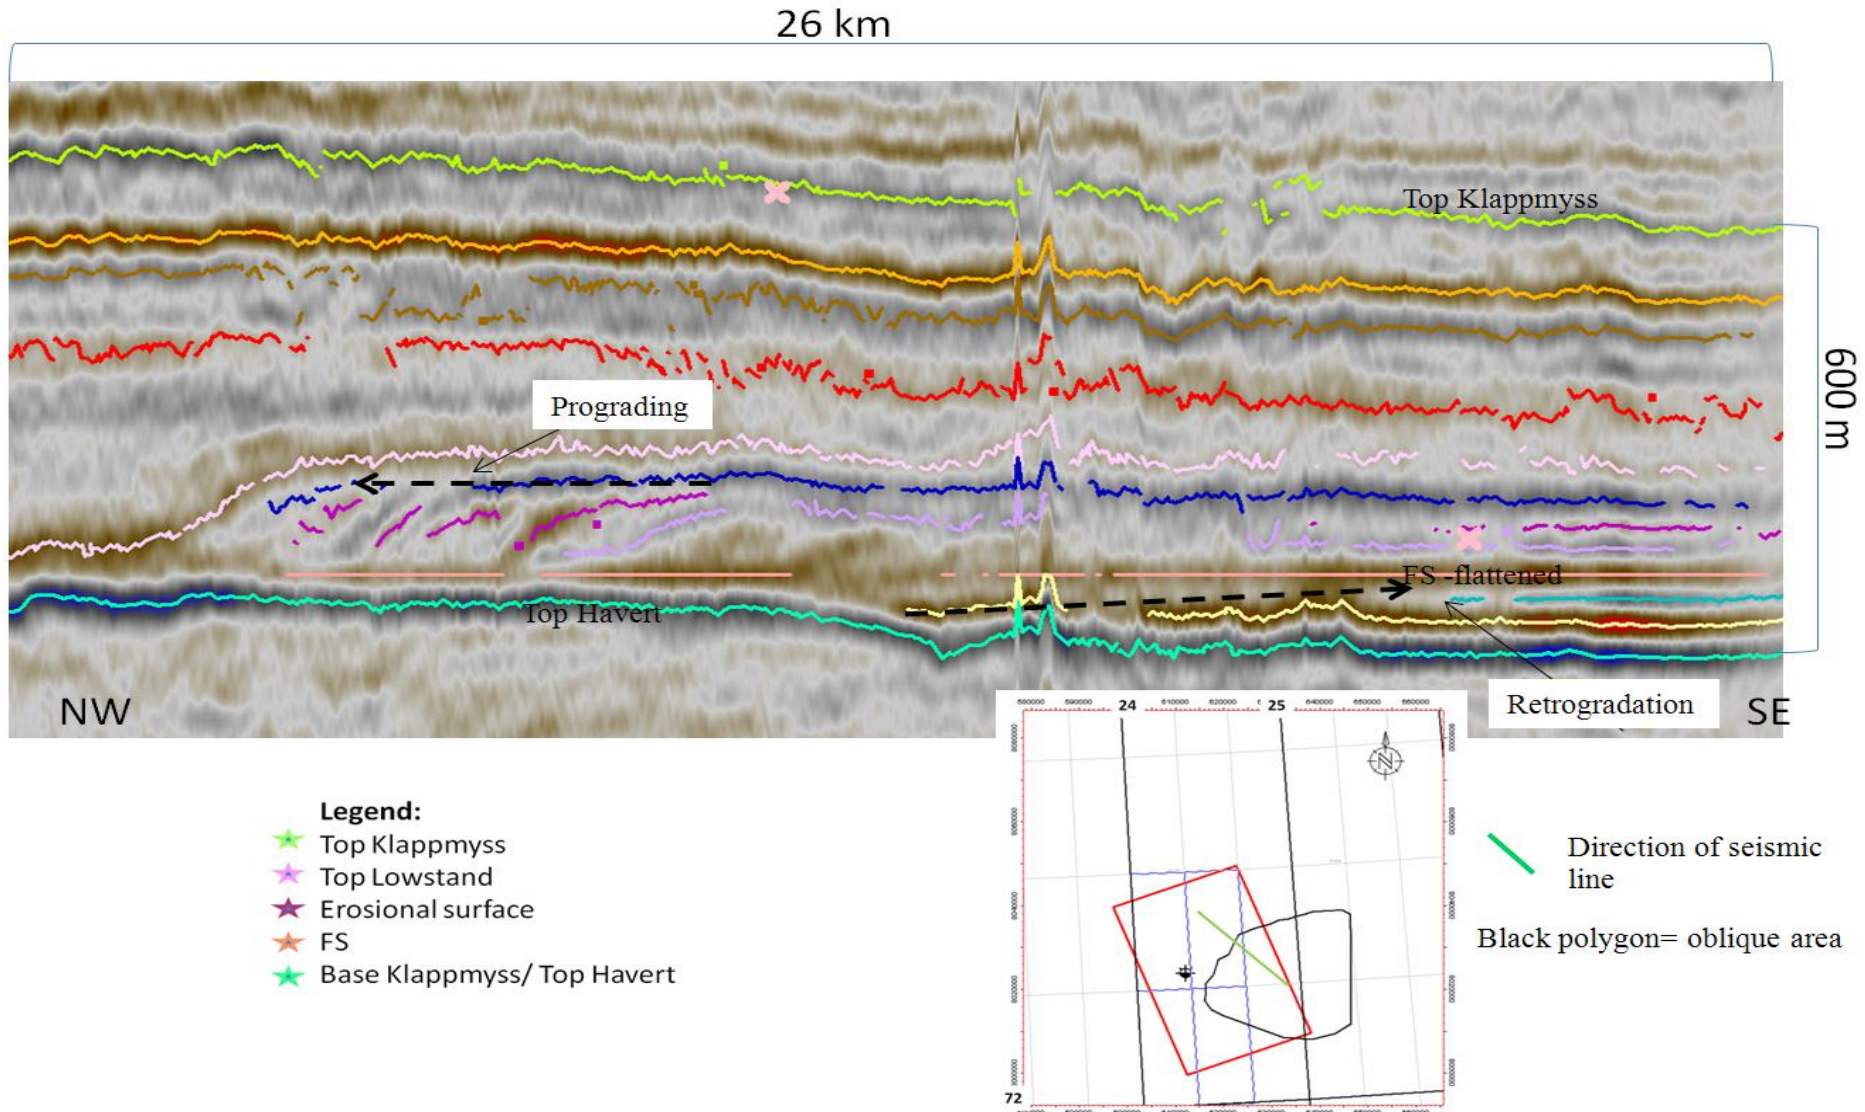 26 km
Top Klappmyss
600 m
Prograding
FS -flattened
Top Havert
Retrogradation
NW
SE
24
25
N
72
Legend:
Top Klappmyss
Top Lowstand
Erosional surface
FS
Base Klappmyss/ Top Havert
Direction of seismic
line
Black polygon= oblique area